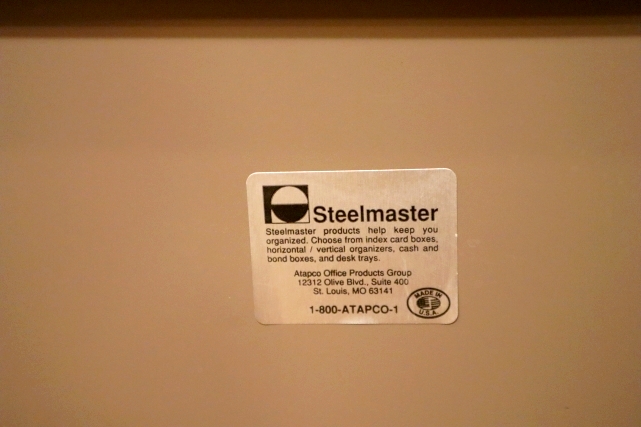 Steelmaster
Steelmaster products help keep you
organized. Choose from index card boxes,
horizontal / vertical organizers, cash and
bond boxes, and desk trays.
Atapco Office Products Group
12312 Olive Blvd., Suite 400
St. Louis, MO 63141
1-800-ATAPCO-1
MADE IN
U.S.A.